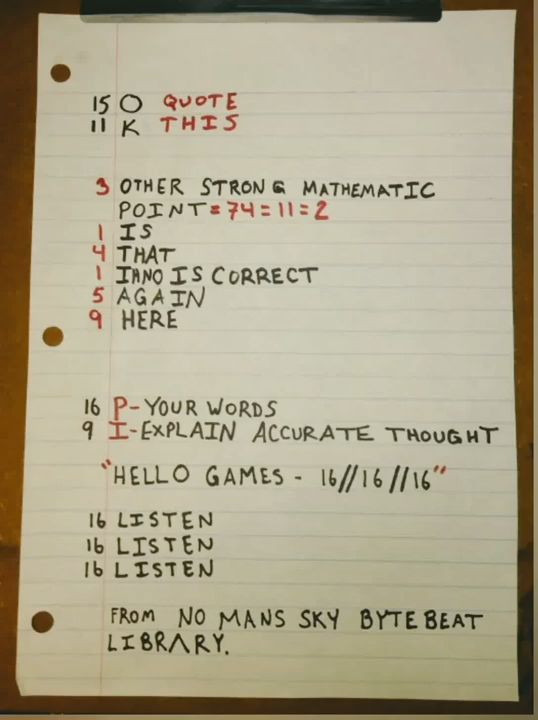 15 O QUOTE
11 K THIS
3 OTHER STRONG MATHEMATIC
POINT=74=11=2
1 IS
4 THAT
1 IHNO IS CORRECT
5 AGAIN
9 HERE
16 P-YOUR WORDS
9 I-EXPLAIN ACCURATE THOUGHT
"HELLO GAMES - 16//16//16"
16 LISTEN
16 LISTEN
16 LISTEN
FROM NO MANS SKY BYTEBEAT
LIBRARY.